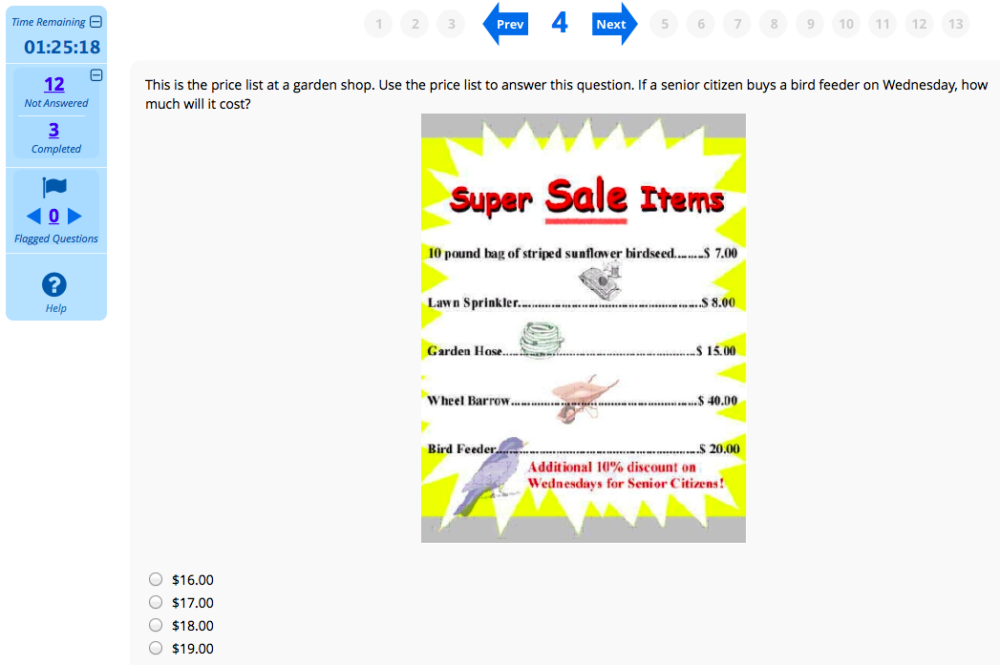 Time Remaining
01:25:18
12
Not Answered
3
Completed
0
Flagged Questions
?
Help
1 2 3 Prev 4 Next 5 6 7 8 9 10 11 12 13
This is the price list at a garden shop. Use the price list to answer this question. If a senior citizen buys a bird feeder on Wednesday, how
much will it cost?
Super Sale Items
10 pound bag of striped sunflower birdseed.........$ 7.00
Lawn Sprinkler..........................................................$ 8.00
Garden Hose..........................................................$ 15.00
Wheel Barrow..........................................................$ 40.00
Bird Feeder..........................................................$ 20.00
Additional 10% discount on
Wednesdays for Senior Citizens!
$16.00
$17.00
$18.00
$19.00